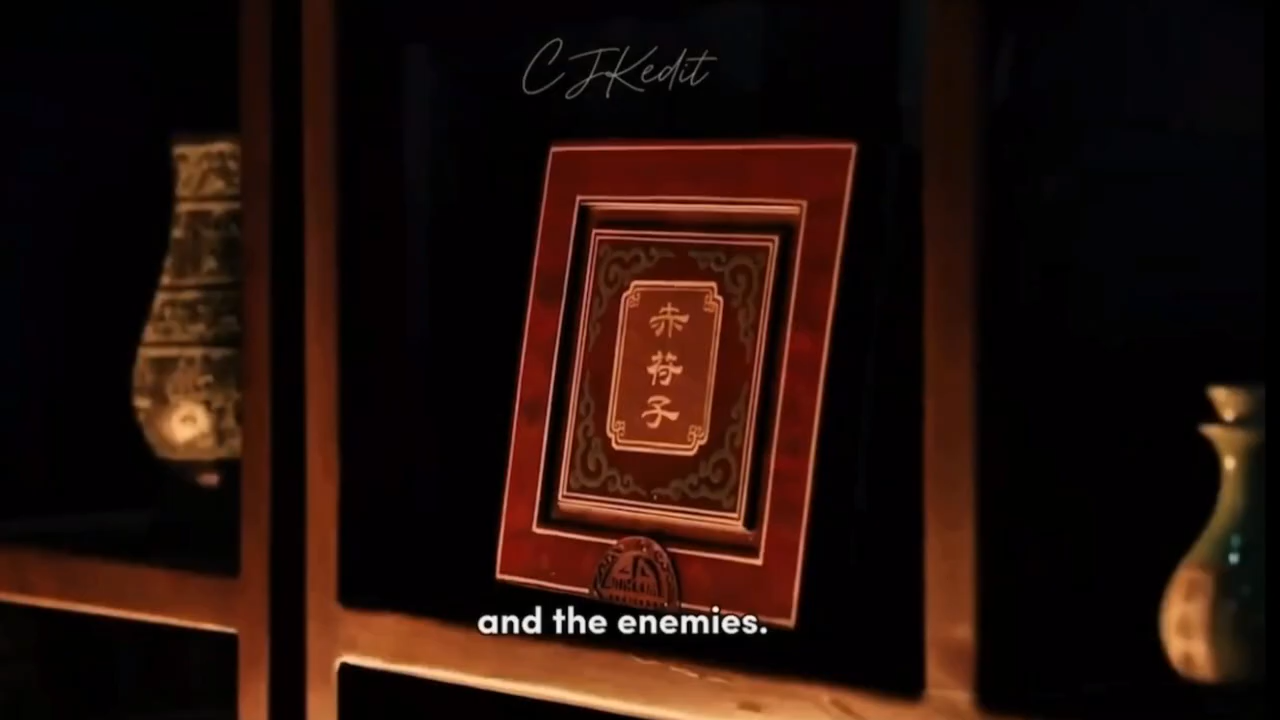 CJKedit
赤
符
子
and the enemies.